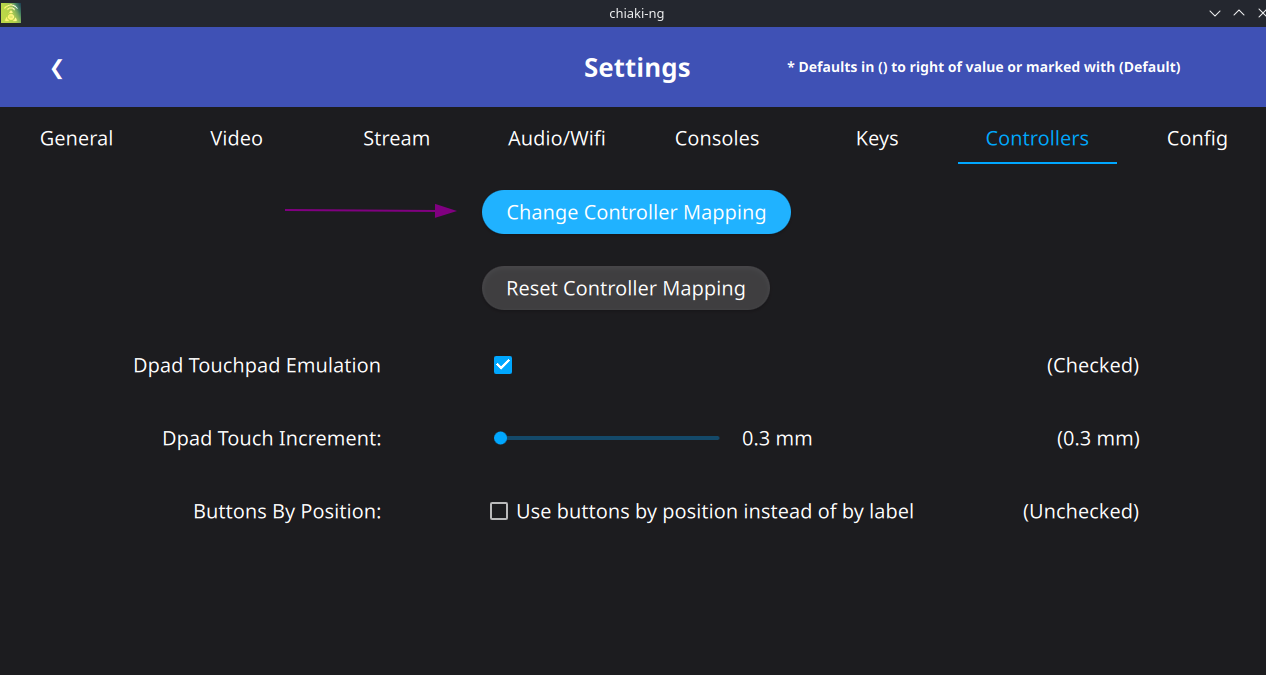 chiaki-ng
Settings
* Defaults in () to right of value or marked with (Default)
General Video Stream Audio/Wifi Consoles Keys Controllers Config
Change Controller Mapping
Reset Controller Mapping
Dpad Touchpad Emulation (Checked)
Dpad Touch Increment: 0.3 mm (0.3 mm)
Buttons By Position: Use buttons by position instead of by label (Unchecked)